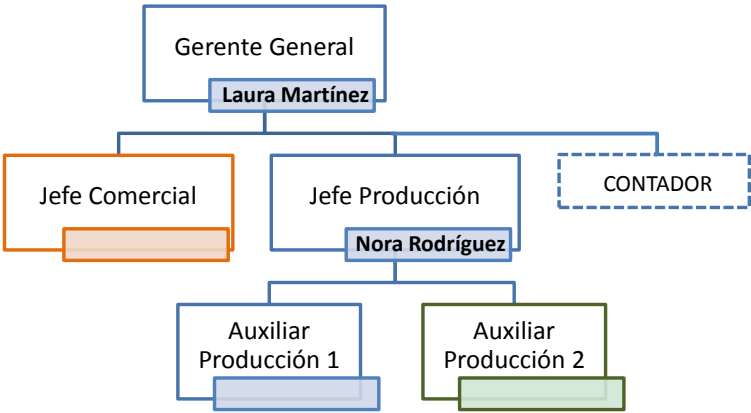 Gerente General
Laura Martínez
Jefe Comercial
Jefe Producción
CONTADOR
Nora Rodríguez
Auxiliar
Producción 1
Auxiliar
Producción 2